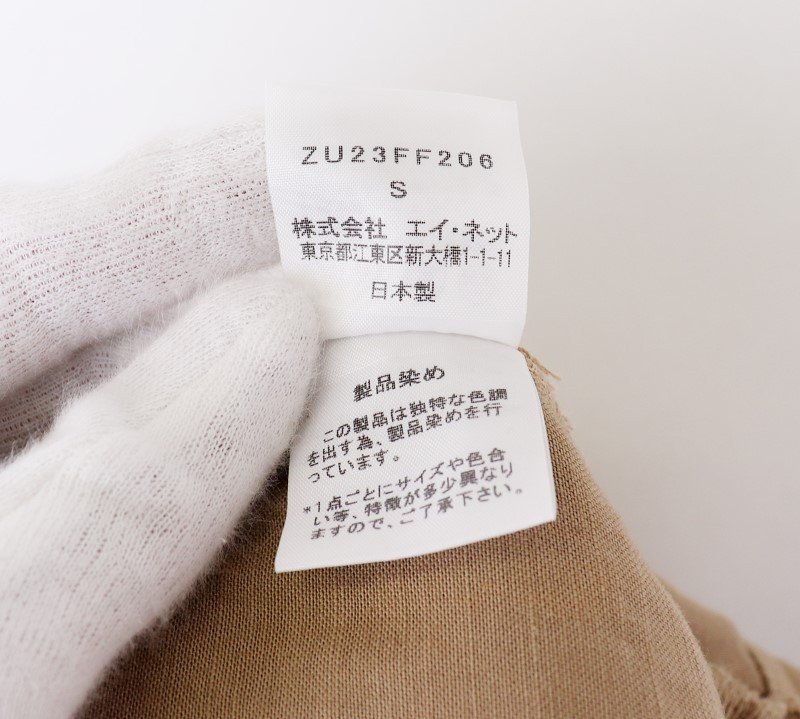 ZU23FF206
S
株式会社 エイ・ネット
東京都江東区新大橋1-1-11
日本製
製品染め
この製品は独特な色調
を出す為、製品染めを行
っています。
*1点ごとにサイズや色合
い等、特徴が多少異なり
ますので、ご了承下さい。